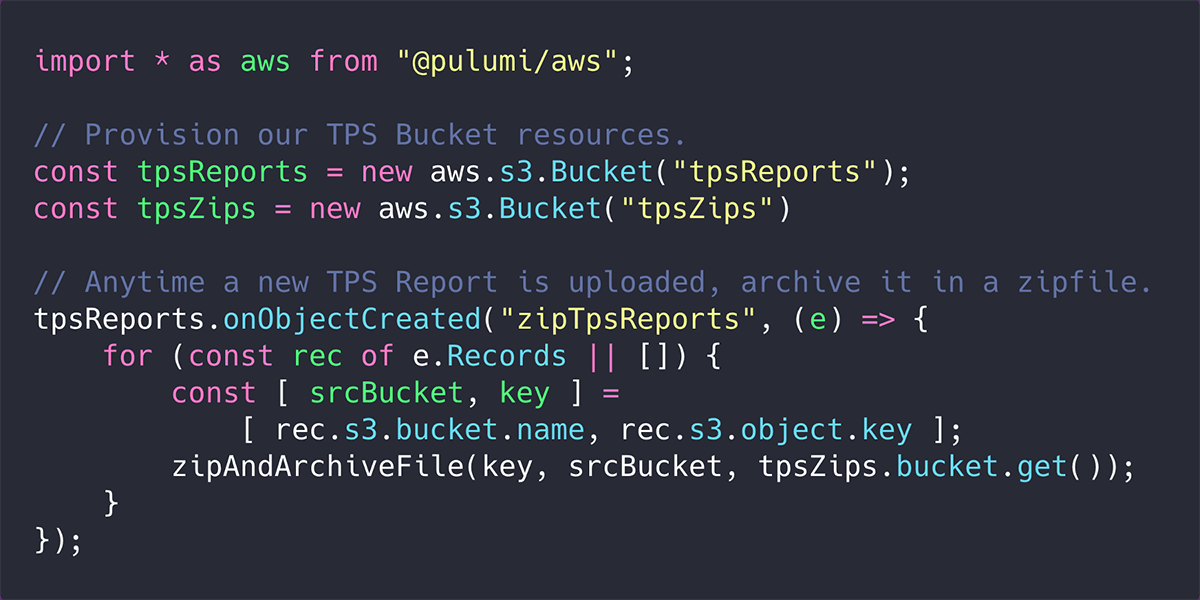 import * as aws from "@pulumi/aws";
// Provision our TPS Bucket resources.
const tpsReports = new aws.s3.Bucket("tpsReports");
const tpsZips = new aws.s3.Bucket("tpsZips")
// Anytime a new TPS Report is uploaded, archive it in a zipfile.
tpsReports.onObjectCreated("zipTpsReports", (e) => {
    for (const rec of e.Records || []) {
        const [ srcBucket, key ] =
            [ rec.s3.bucket.name, rec.s3.object.key ];
        zipAndArchiveFile(key, srcBucket, tpsZips.bucket.get());
    }
});